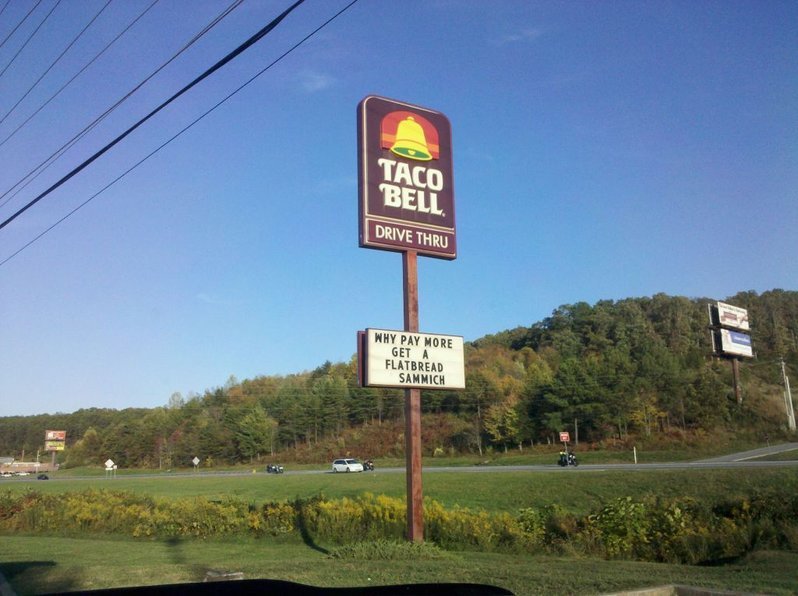 TACO
BELL
DRIVE THRU
WHY PAY MORE
GET A
FLATBREAD
SAMMICH